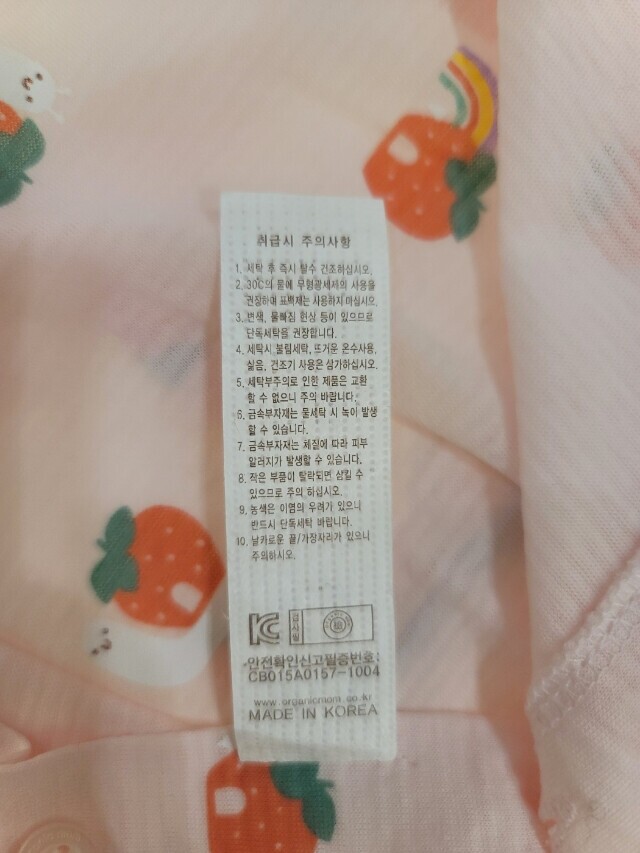 취급시 주의사항
1. 세탁 후 즉시 탈수 건조하십시오.
2. 30C의 물에 무형광세제의 사용을
권장하며 표백제는 사용하지 마십시오.
3. 변색, 물빠짐 현상 등이 있으므로
단독세탁을 권장합니다.
4. 세탁시 불림세탁, 뜨거운 온수사용,
삶음, 건조기 사용은 삼가하십시오.
5. 세탁부주의로 인한 제품은 교환
할 수 없으니 주의 바랍니다.
6. 금속부자재는 물세탁 시 녹이 발생
할 수 있습니다.
7. 금속부자재는 체질에 따라 피부
알러지가 발생할 수 있습니다.
8. 작은 부품이 탈락되면 삼킬 수
있으므로 주의 하십시오.
9. 농색은 이염의 우려가 있으니
반드시 단독세탁 바랍니다.
10. 날카로운 끝/가장자리가 있으니
주의하시오.
안전확인신고필증번호:
CB015A0157-1004
www.organicmom.co.kr
MADE IN KOREA